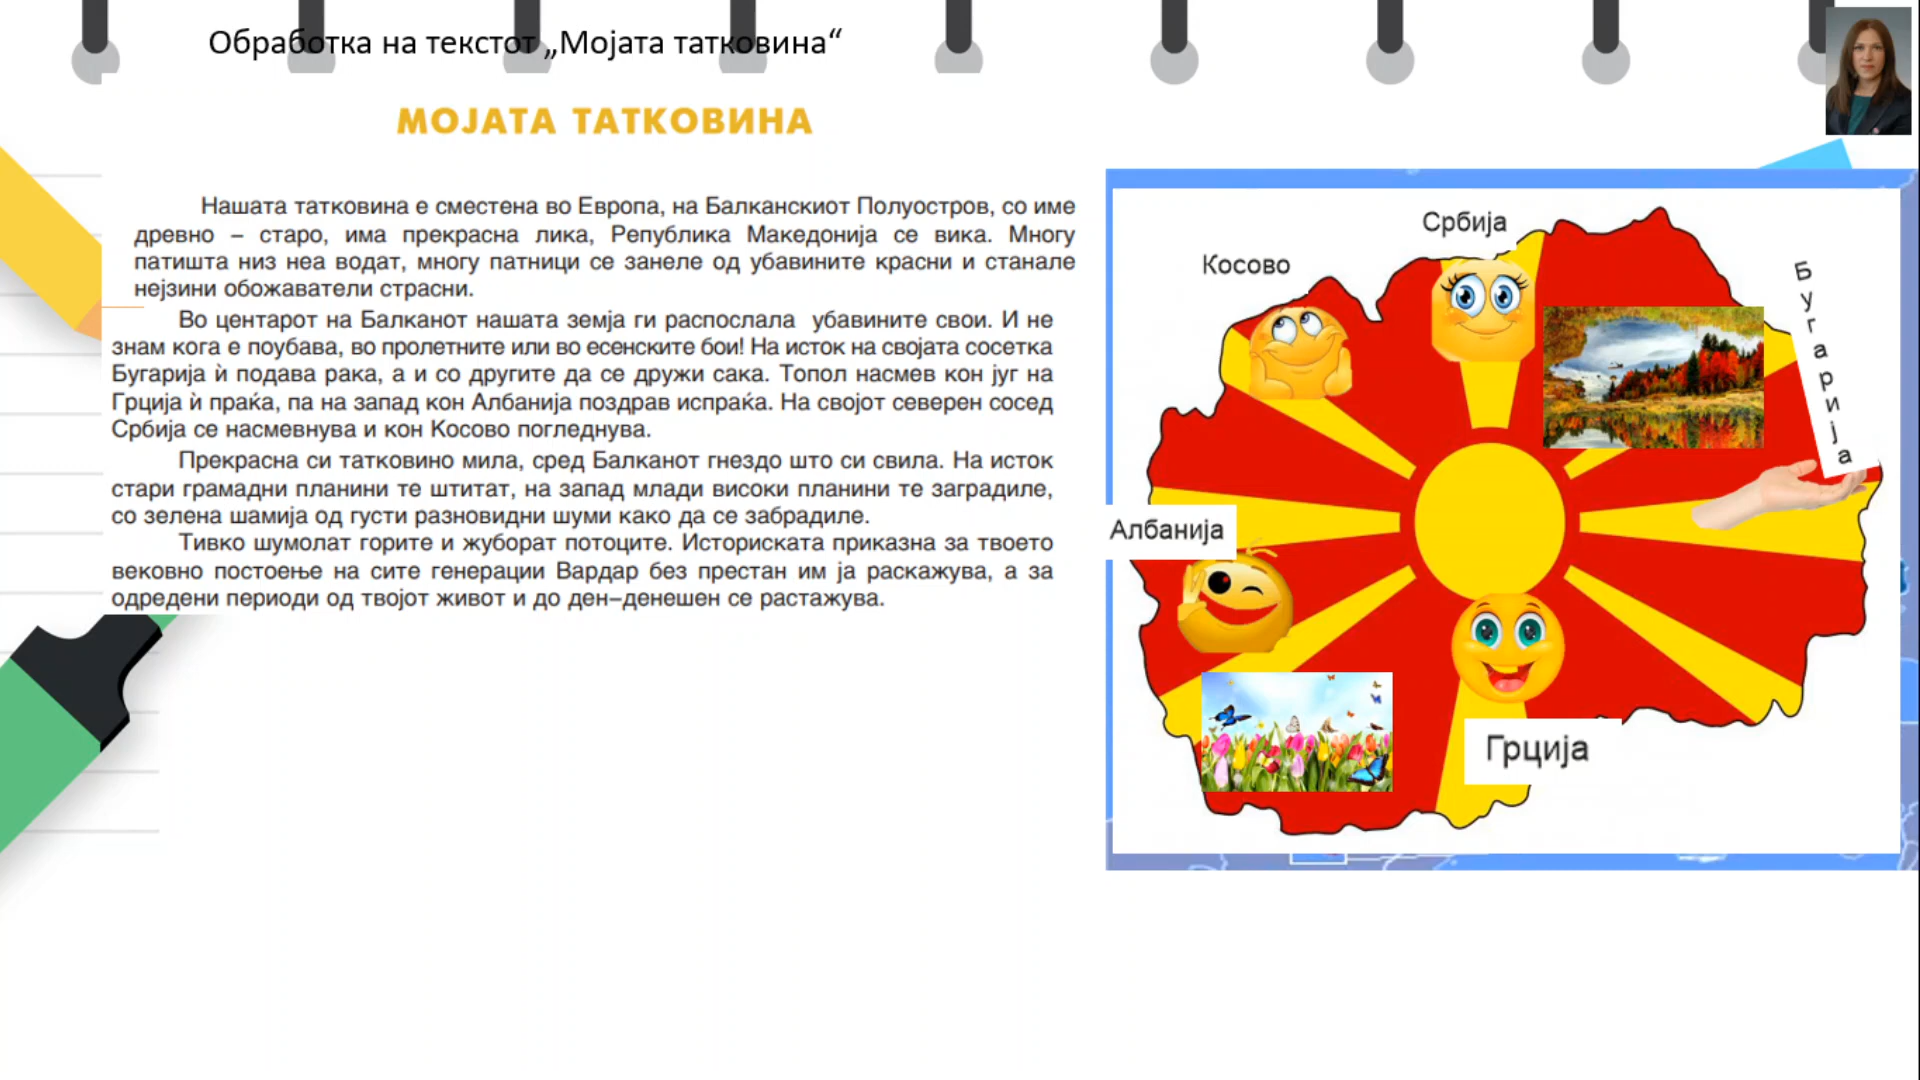 Обработка на текстот „Мојата татковина“
МОЈАТА ТАТКОВИНА
Нашата татковина е сместена во Европа, на Балканскиот Полуостров, со име
древно – старо, има прекрасна лика, Република Македонија се вика. Многу
патишта низ неа водат, многу патници се занеле од убавините красни и станале
нејзини обожаватели страсни.
Во центарот на Балканот нашата земја ги распослала убавините свои. И не
знам кога е поубава, во пролетните или во есенските бои! На исток на својата сосетка
Бугарија ѝ подава рака, а и со другите да се дружи сака. Топол насмев кон југ на
Грција ѝ праќа, па на запад кон Албанија поздрав испраќа. На својот северен сосед
Србија се насмевнува и кон Косово погледнува.
Прекрасна си татковино мила, сред Балканот гнездо што си свила. На исток
стари грамадни планини те штитат, на запад млади високи планини те заградиле,
со зелена шамија од густи разновидни шуми како да се забрадиле.
Тивко шумолат горите и жуборат потоците. Историската приказна за твоето
вековно постоење на сите генерации Вардар без престан им ја раскажува, а за
одредени периоди од твојот живот и до ден–денешен се растажува.
Србија
Косово
Бугарија
Албанија
Грција